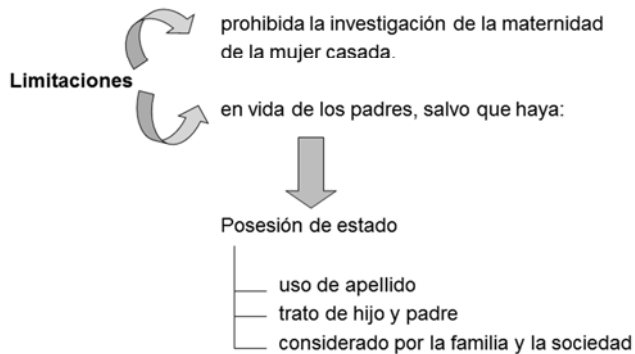 prohibida la investigación de la maternidad
de la mujer casada.
Limitaciones
en vida de los padres, salvo que haya:
Posesión de estado
uso de apellido
trato de hijo y padre
considerado por la familia y la sociedad